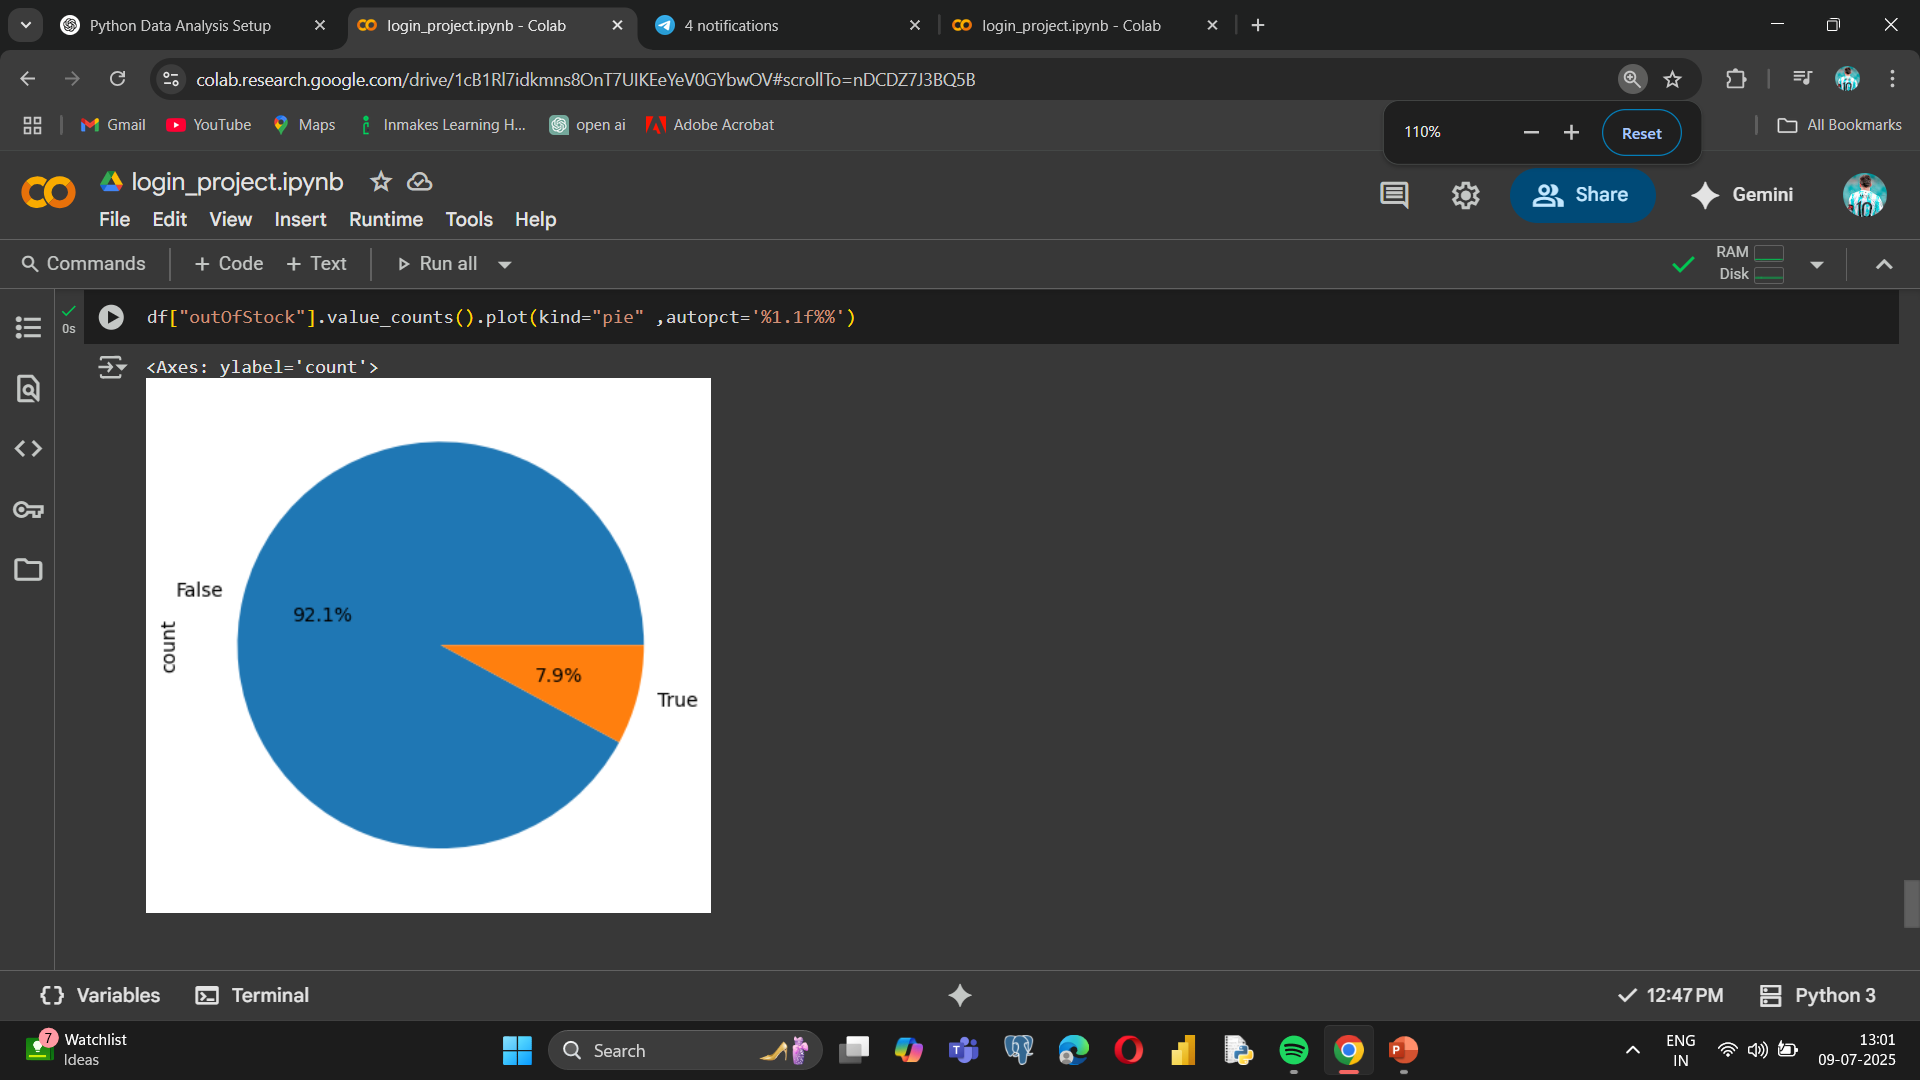 Python Data Analysis Setup
login_project.ipynb - Colab
4 notifications
login_project.ipynb - Colab
colab.research.google.com/drive/1cB1Rl7idkmns8OnT7UIKEeYeV0GYbwOV#scrollTo=nDCDZ7J3BQ5B
Gmail
YouTube
Maps
Inmakes Learning H...
open ai
Adobe Acrobat
110%
Reset
All Bookmarks
login_project.ipynb
File Edit View Insert Runtime Tools Help
Share
Gemini
Commands
+ Code + Text
Run all
RAM
Disk
0s
df["outOfStock"].value_counts().plot(kind="pie" ,autopct='%1.1f%%')
<Axes: ylabel='count'>
False
92.1%
count
7.9%
True
Variables
Terminal
12:47 PM
Python 3
7
Watchlist
Ideas
Search
ENG
IN
13:01
09-07-2025